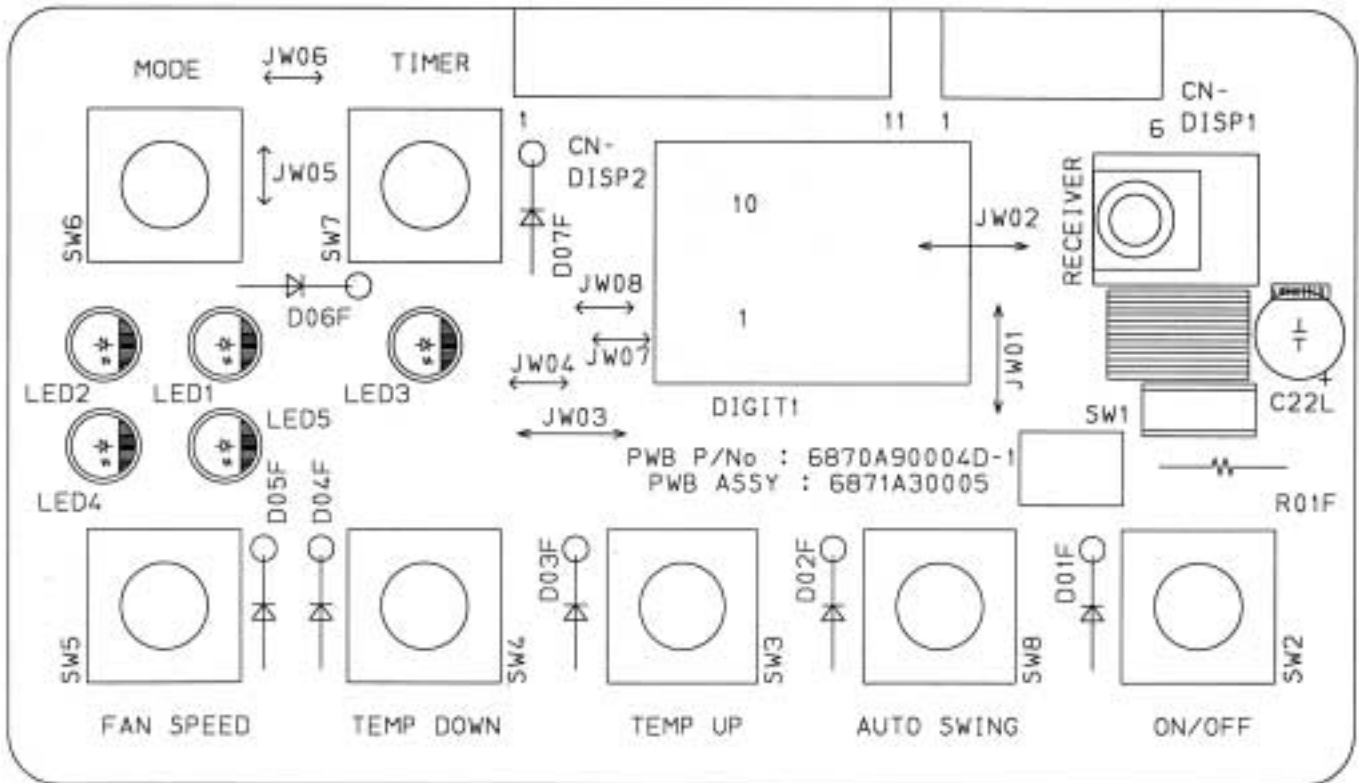 MODE
JW06
TIMER
CN-
DISP1
1
11
1
6
CN-
DISP2
JW05
SW6
SW7
D07F
10
JW02
RECEIVER
D06F
JW08
1
JW07
JW01
LED2
LED1
LED3
JW04
DIGIT1
C22L
+
LED5
JW03
SW1
PWB P/No : 6870A90004D-1
PWB ASSY : 6871A30005
LED4
D05F
D04F
R01F
D03F
D02F
D01F
SW5
SW4
SW3
SW8
SW2
FAN SPEED
TEMP DOWN
TEMP UP
AUTO SWING
ON/OFF